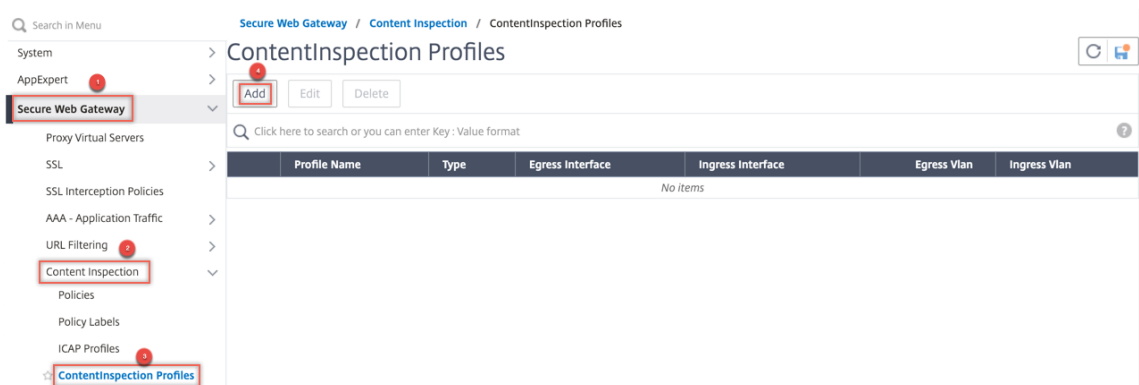 Search in Menu
Secure Web Gateway / Content Inspection / ContentInspection Profiles
System
ContentInspection Profiles
AppExpert
1
4
Add
Edit
Delete
Secure Web Gateway
Proxy Virtual Servers
Click here to search or you can enter Key : Value format
?
SSL
Profile Name Type Egress Interface Ingress Interface Egress Vlan Ingress Vlan
No items
SSL Interception Policies
AAA - Application Traffic
URL Filtering
2
Content Inspection
Policies
Policy Labels
ICAP Profiles
3
ContentInspection Profiles